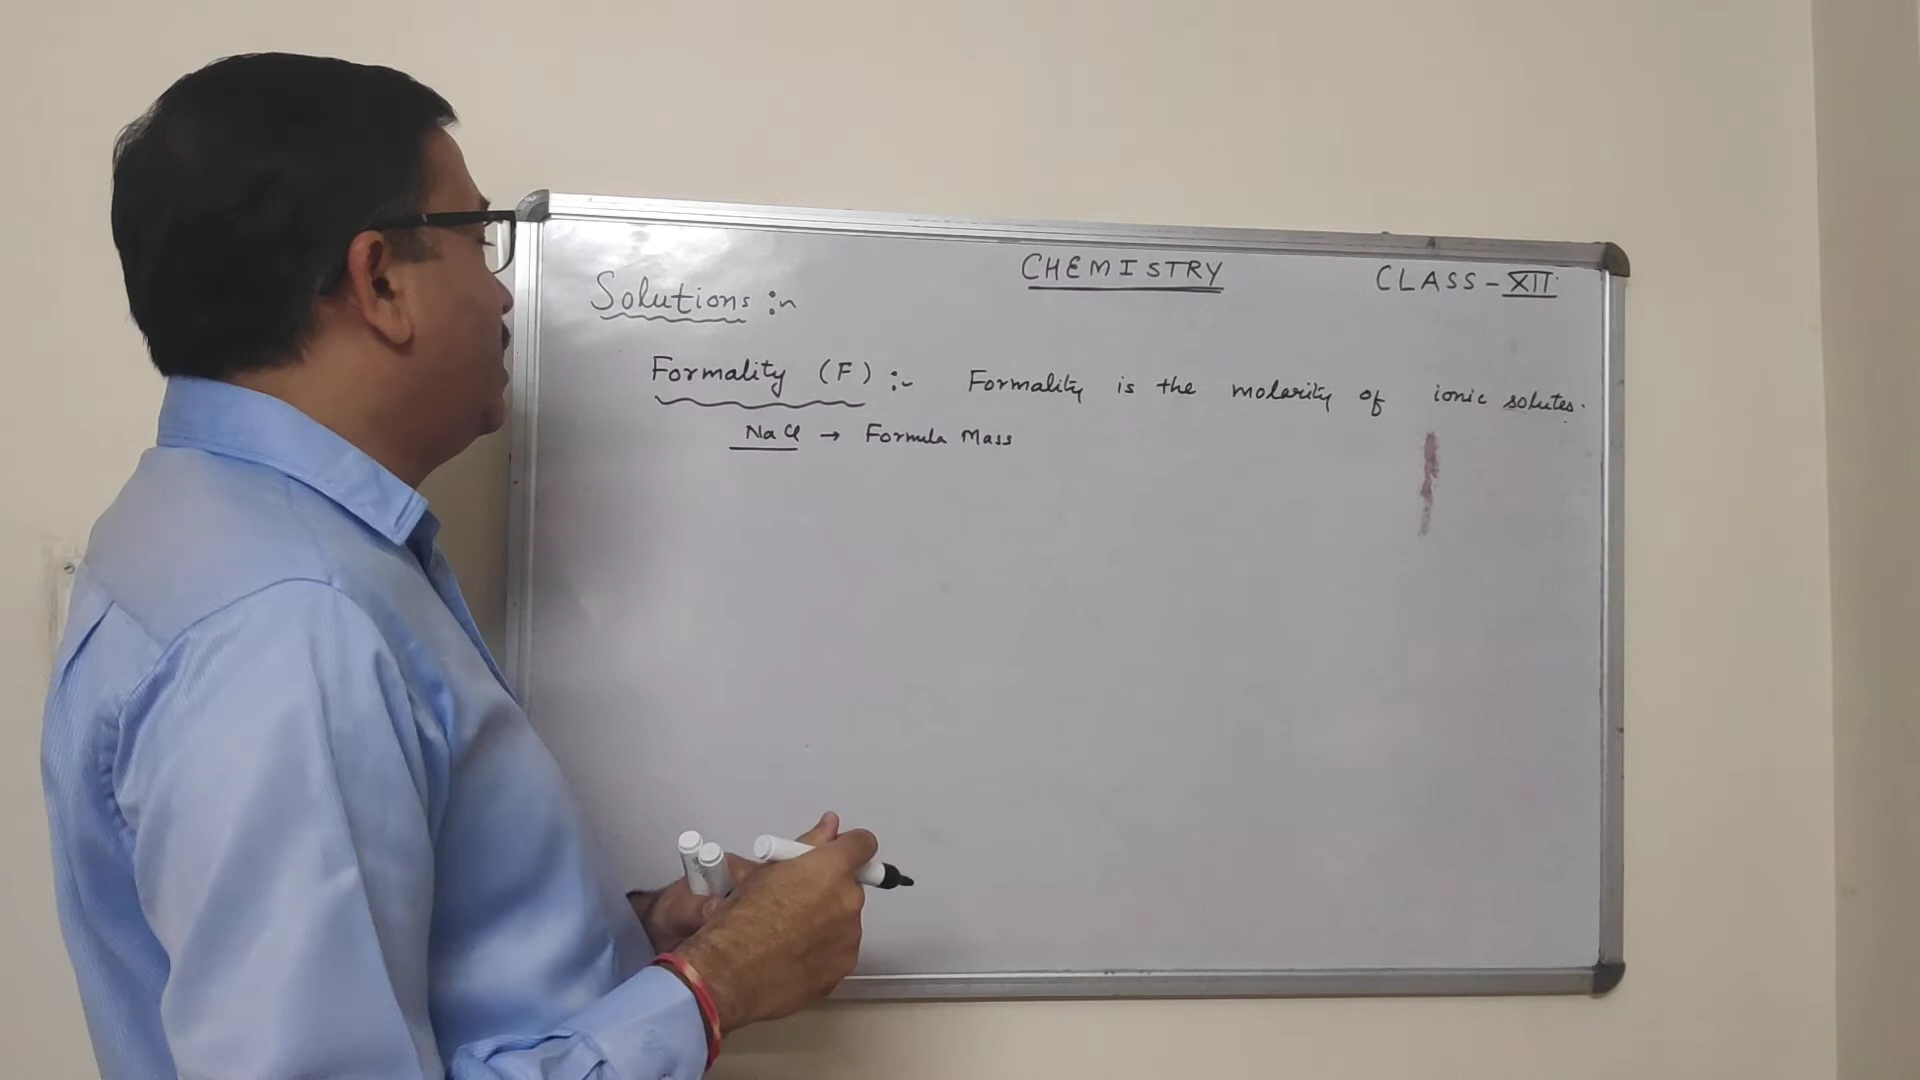 CHEMISTRY CLASS - XII
Solutions :~
Formality (F) :~ Formality is the molarity of ionic solutes.
NaCl → Formula Mass